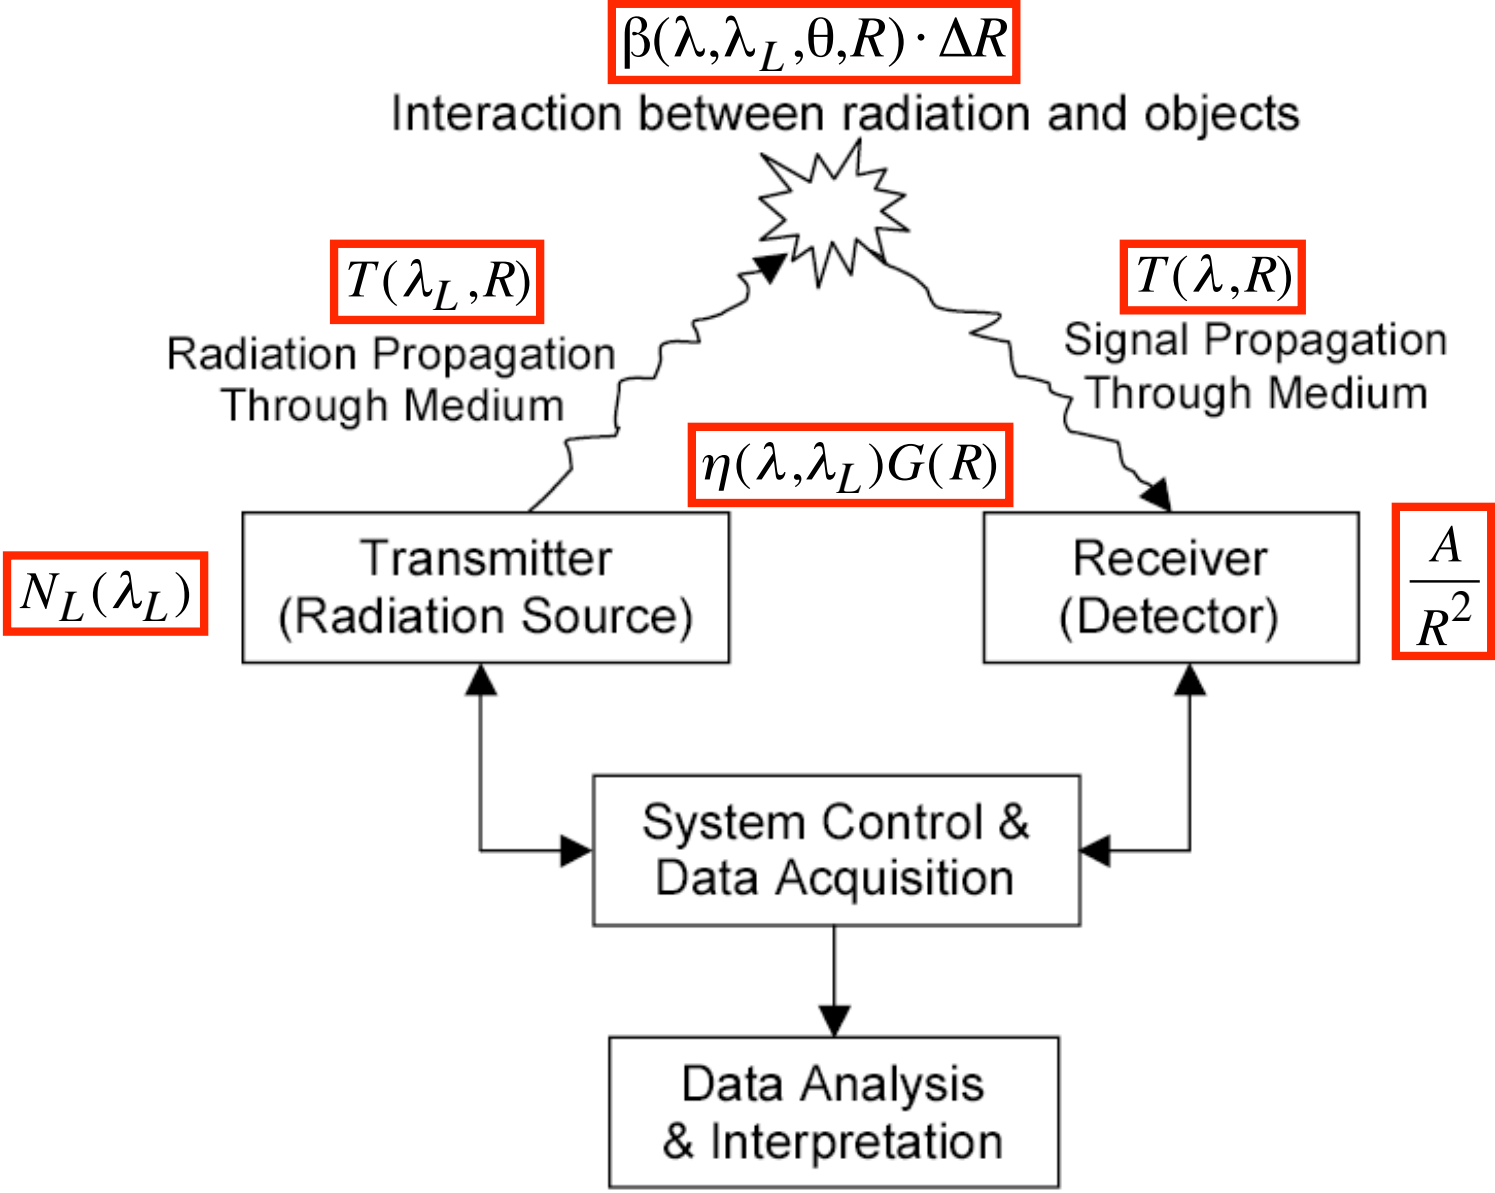 β(λ,λ_L,θ,R)·ΔR
Interaction between radiation and objects
T(λ_L,R)
Radiation Propagation
Through Medium
T(λ,R)
Signal Propagation
Through Medium
η(λ,λ_L)G(R)
N_L(λ_L)
Transmitter
(Radiation Source)
Receiver
(Detector)
A
R²
System Control &
Data Acquisition
Data Analysis
& Interpretation